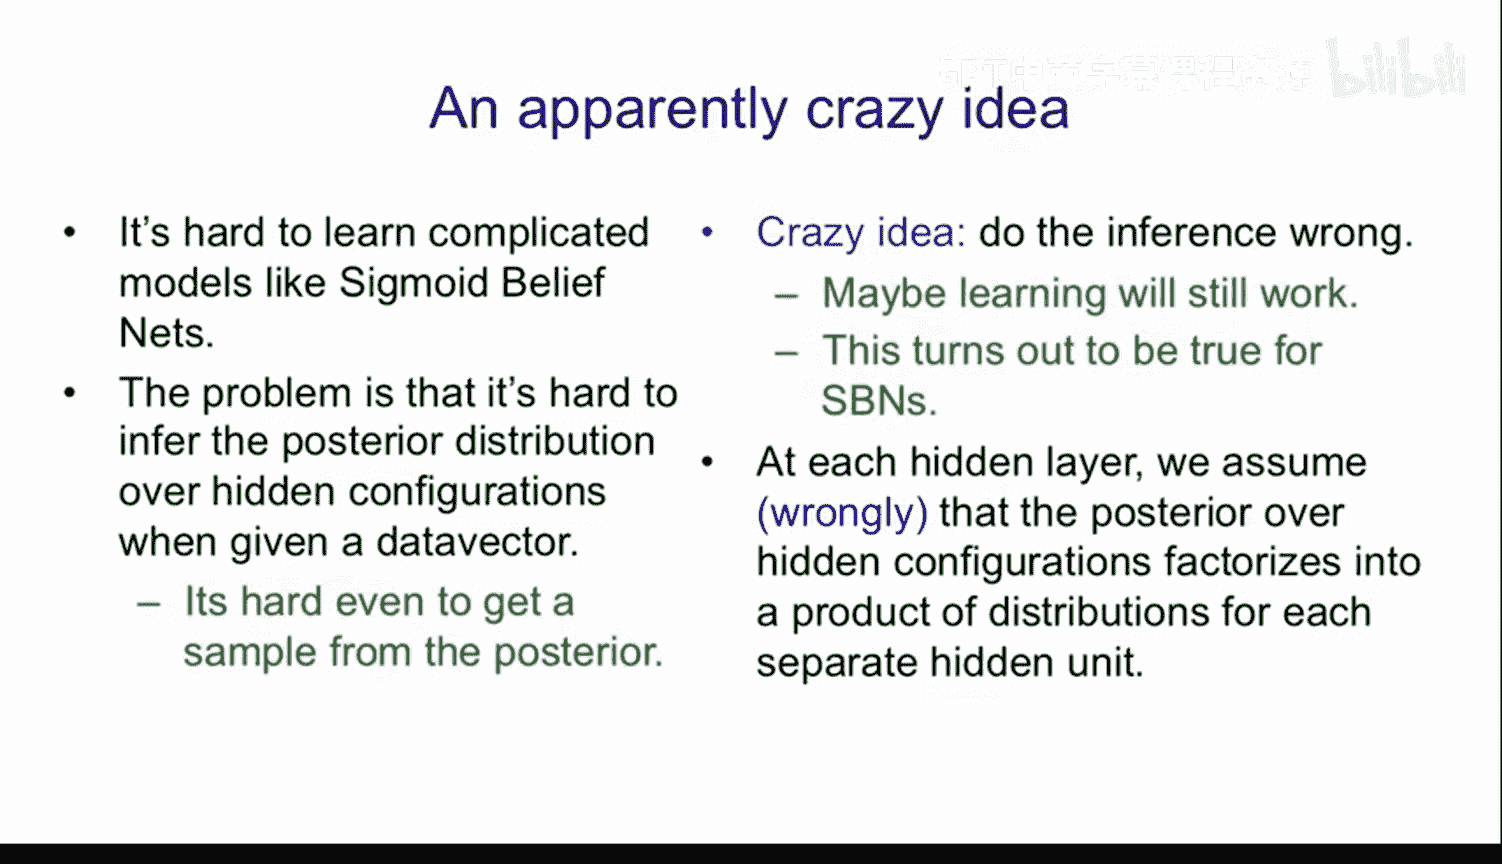 bilibili
An apparently crazy idea
• It's hard to learn complicated
models like Sigmoid Belief
Nets.
• The problem is that it's hard to
infer the posterior distribution
over hidden configurations
when given a datavector.
– Its hard even to get a
sample from the posterior.
• Crazy idea: do the inference wrong.
– Maybe learning will still work.
– This turns out to be true for
SBNs.
• At each hidden layer, we assume
(wrongly) that the posterior over
hidden configurations factorizes into
a product of distributions for each
separate hidden unit.